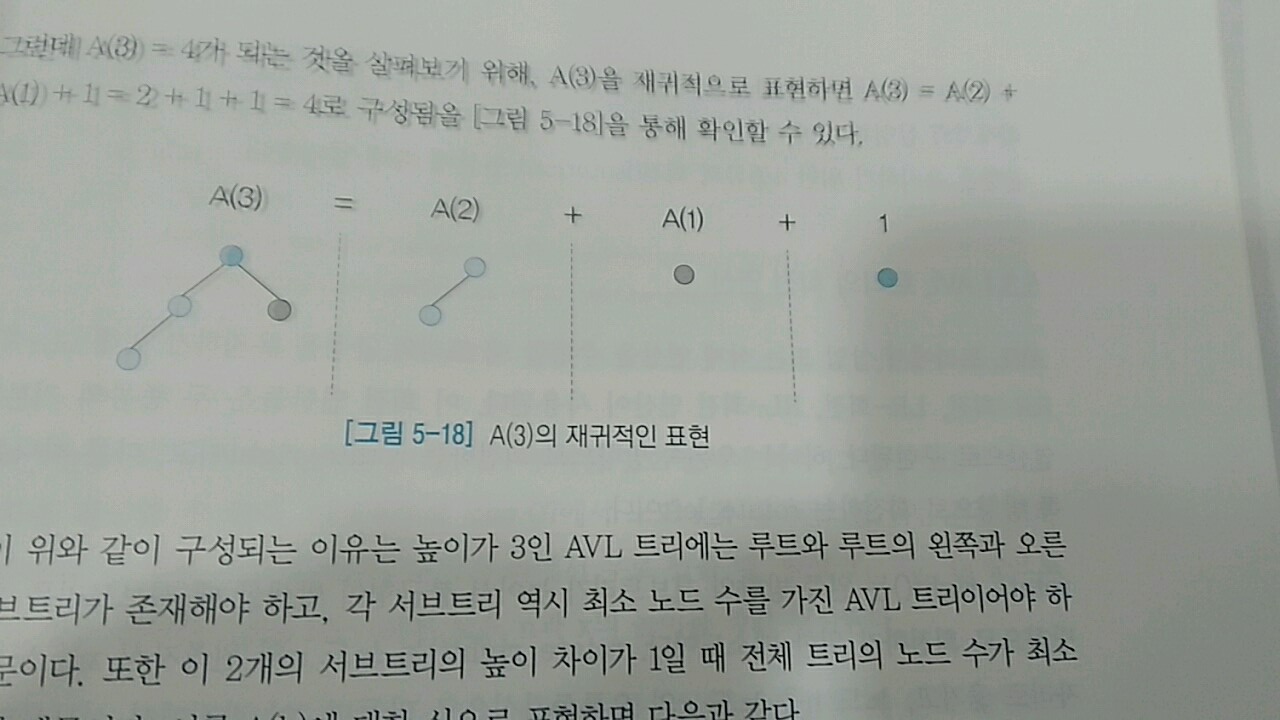 그런데 A(3) = 4가 되는 것을 살펴보기 위해, A(3)을 재귀적으로 표현하면 A(3) = A(2) +
A(1) + 1 = 2 + 1 + 1 = 4로 구성됨을 [그림 5-18]을 통해 확인할 수 있다.
A(3) = A(2) + A(1) + 1
[그림 5-18] A(3)의 재귀적인 표현
위와 같이 구성되는 이유는 높이가 3인 AVL 트리에는 루트와 루트의 왼쪽과 오른
브트리가 존재해야 하고, 각 서브트리 역시 최소 노드 수를 가진 AVL 트리이어야 하
문이다. 또한 이 2개의 서브트리의 높이 차이가 1일 때 전체 트리의 노드 수가 최소
대한 식으로 표현하면 다음과 같다.